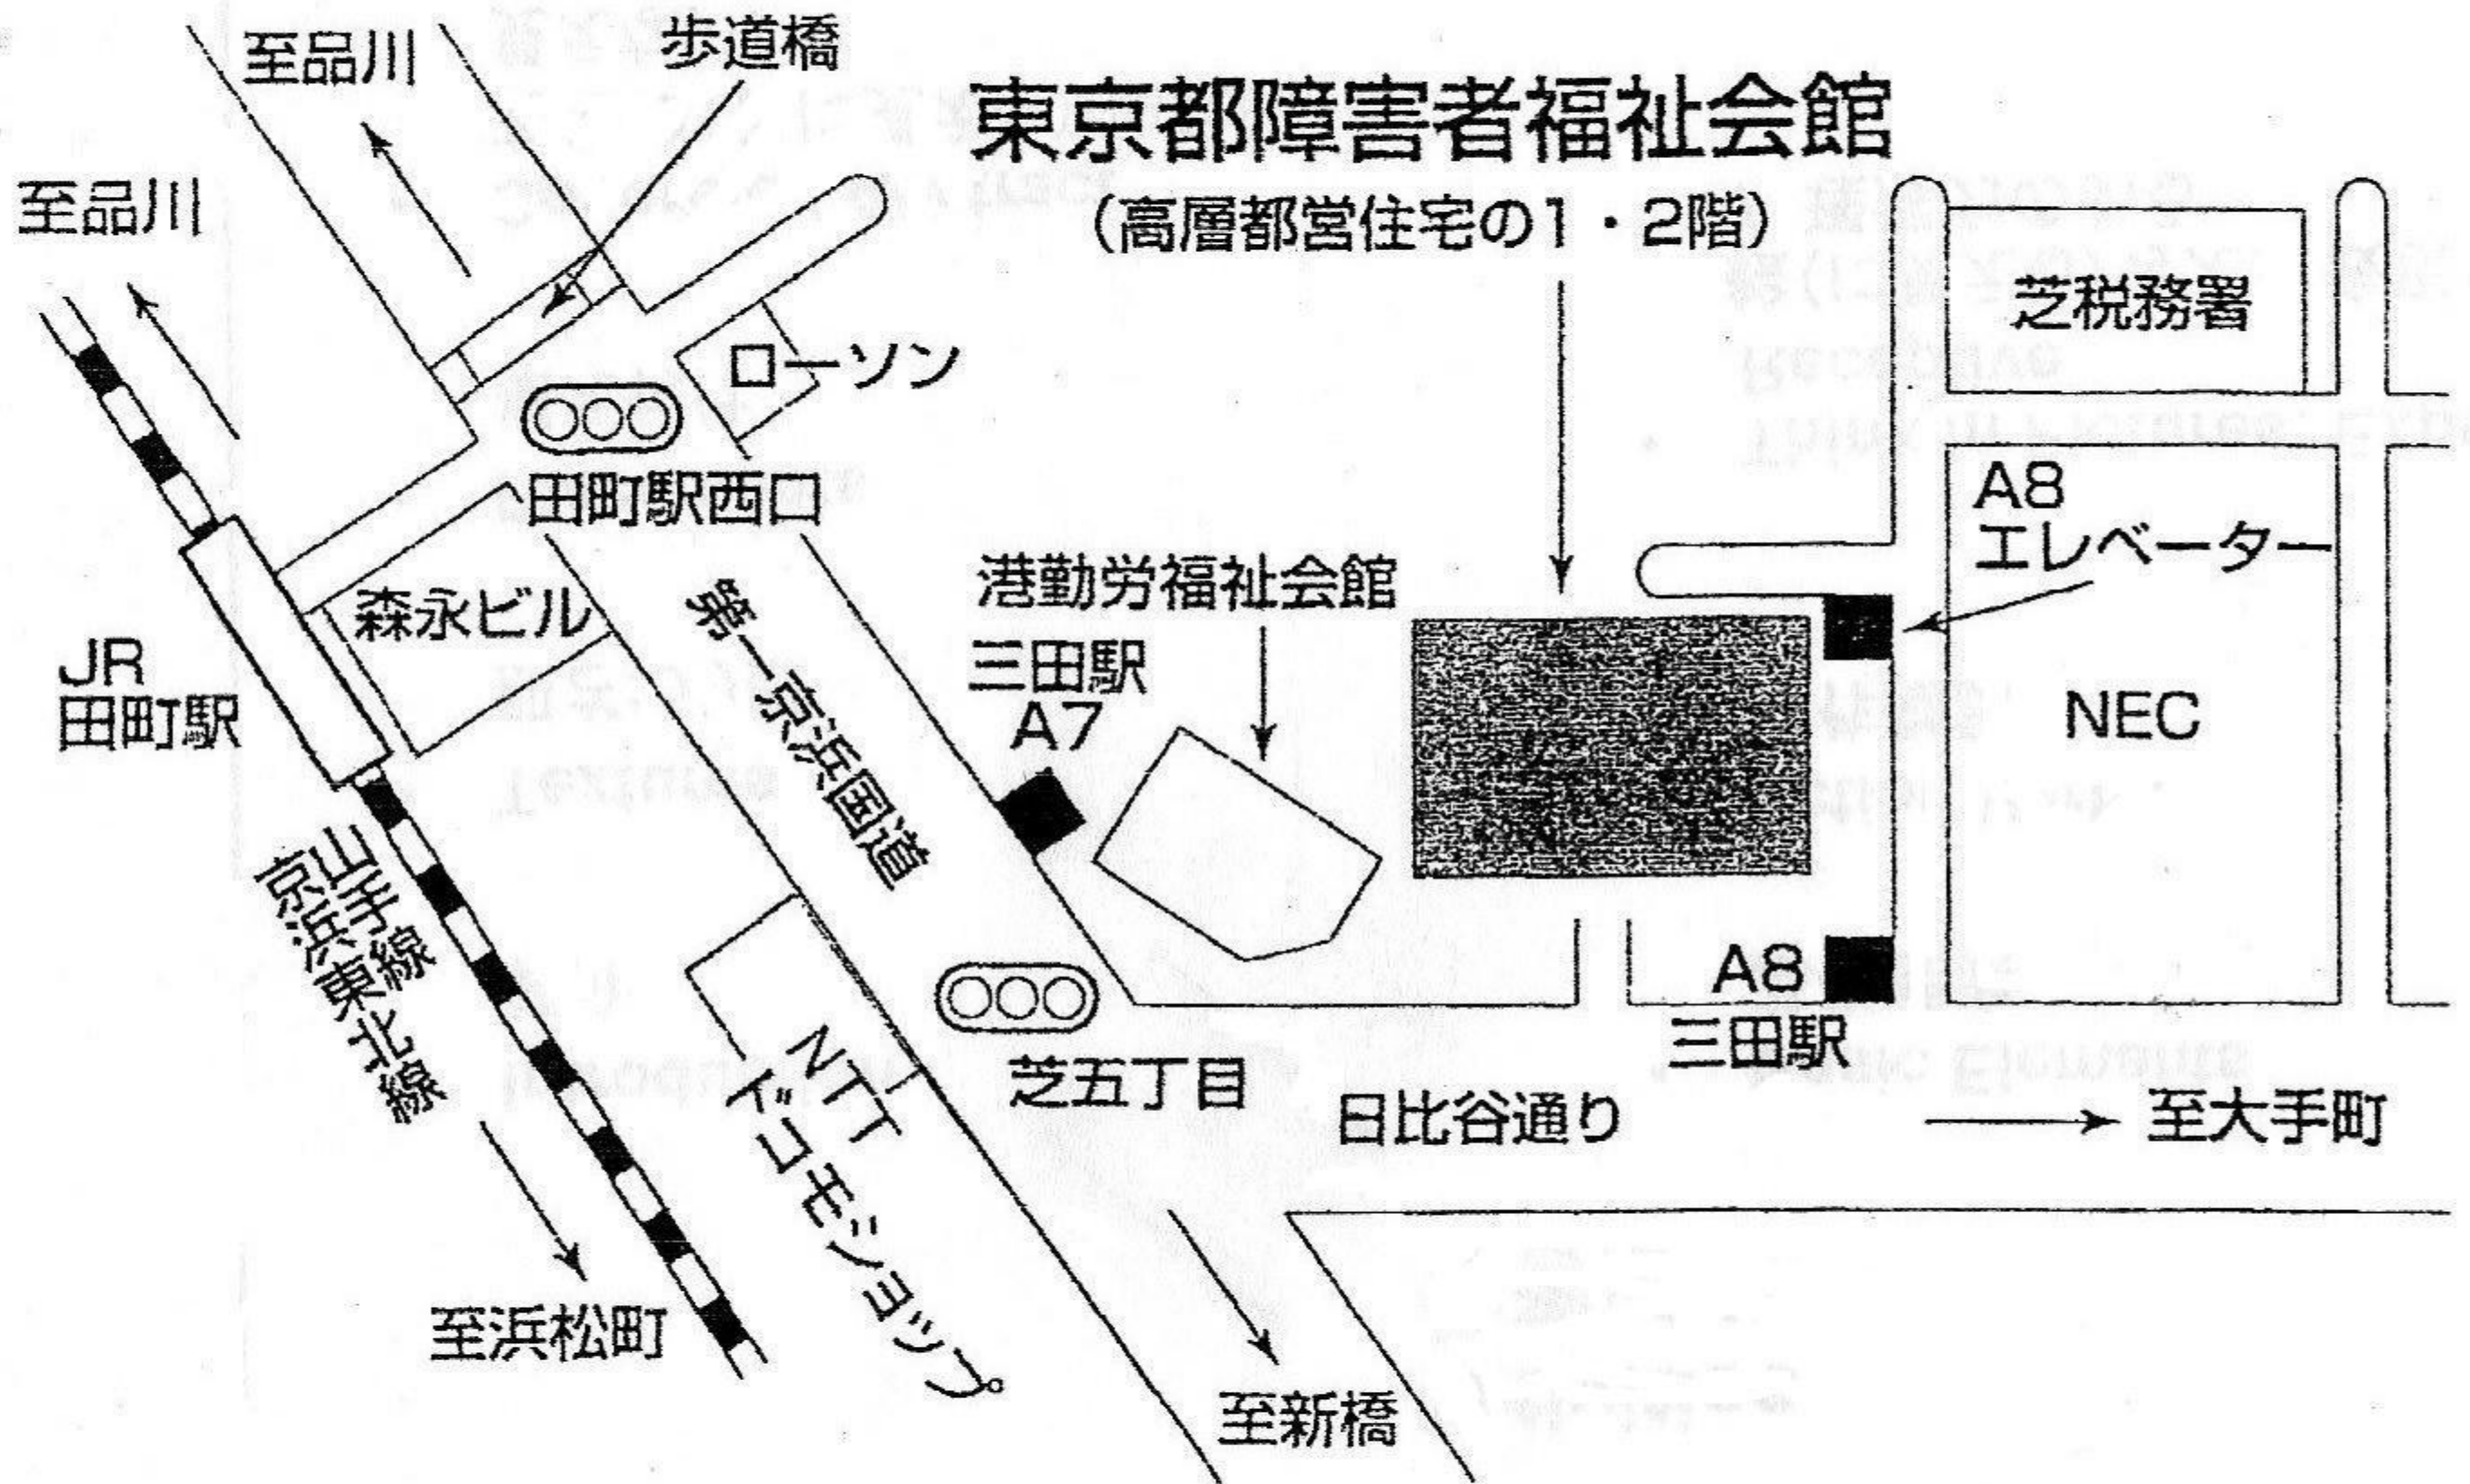 至品川
歩道橋
東京都障害者福祉会館
(高層都営住宅の1・2階)
至品川
芝税務署
ローソン
田町駅西口
A8
エレベーター
港勤労福祉会館
森永ビル
第一京浜国道
三田駅
A7
JR
田町駅
NEC
山手線
京浜東北線
A8
三田駅
NTT
ドコモショップ
芝五丁目
日比谷通り
至大手町
至浜松町
至新橋